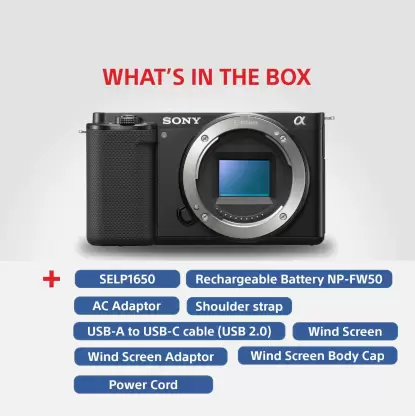 WHAT'S IN THE BOX
SONY
α
+
SELP1650
Rechargeable Battery NP-FW50
AC Adaptor
Shoulder strap
USB-A to USB-C cable (USB 2.0)
Wind Screen
Wind Screen Adaptor
Wind Screen Body Cap
Power Cord